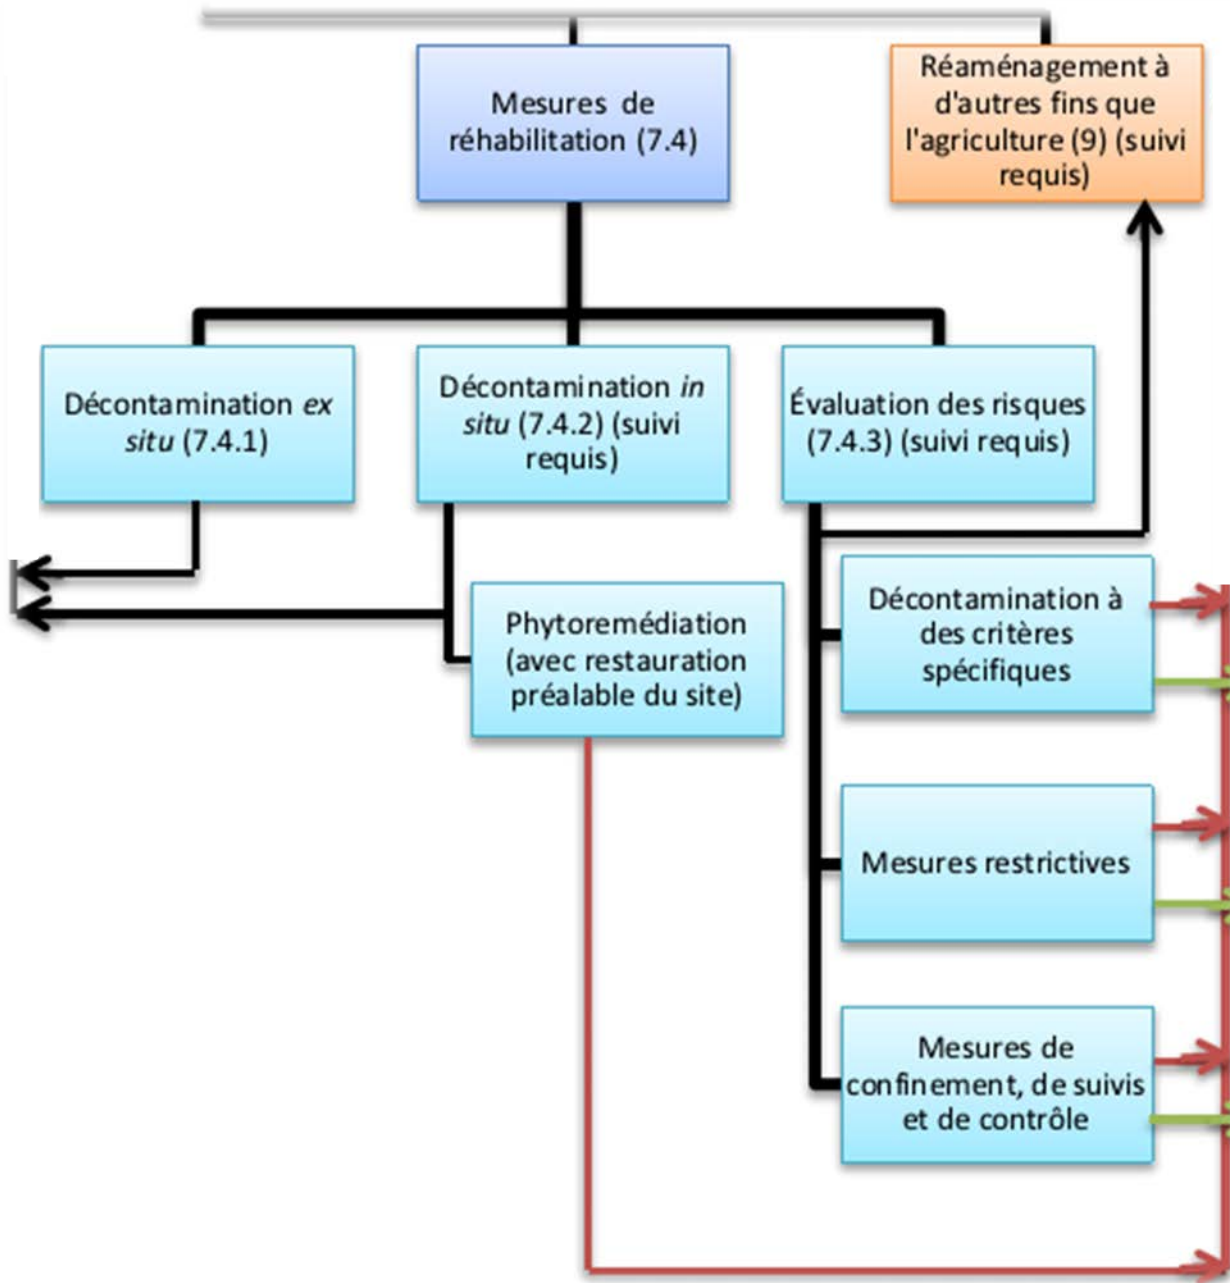 Mesures de
réhabilitation (7.4)
Réaménagement à
d'autres fins que
l'agriculture (9) (suivi
requis)
Décontamination ex
situ (7.4.1)
Décontamination in
situ (7.4.2) (suivi
requis)
Évaluation des risques
(7.4.3) (suivi requis)
Phytoremédiation
(avec restauration
préalable du site)
Décontamination à
des critères
spécifiques
Mesures restrictives
Mesures de
confinement, de suivis
et de contrôle